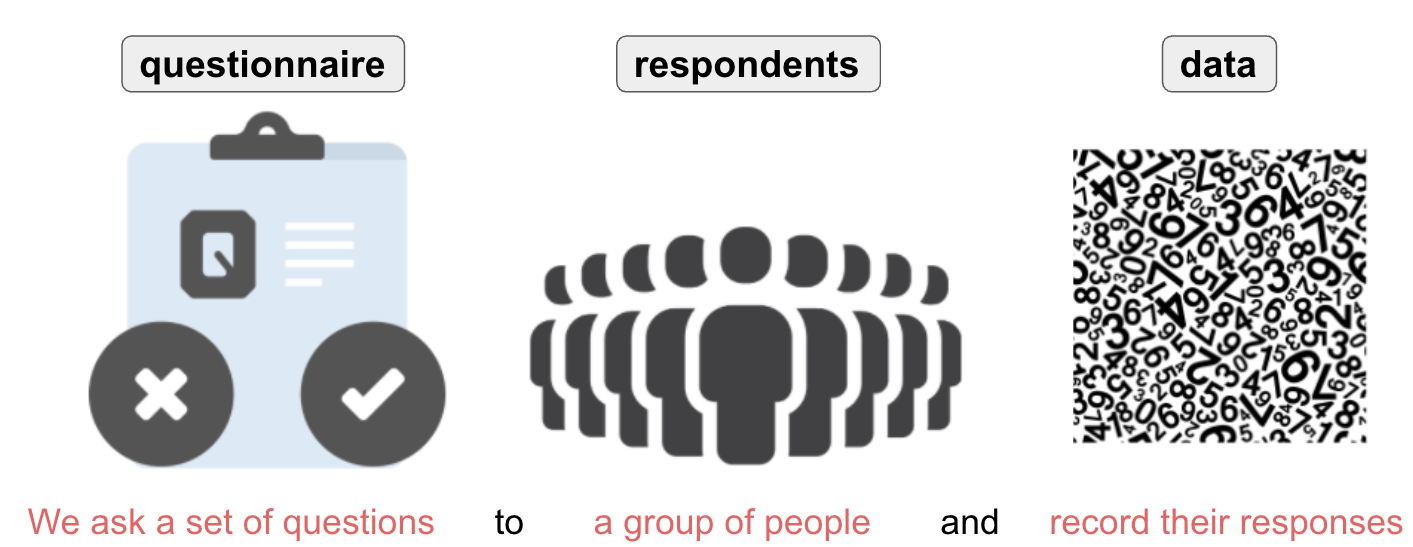 questionnaire respondents data
Q
We ask a set of questions to a group of people and record their responses